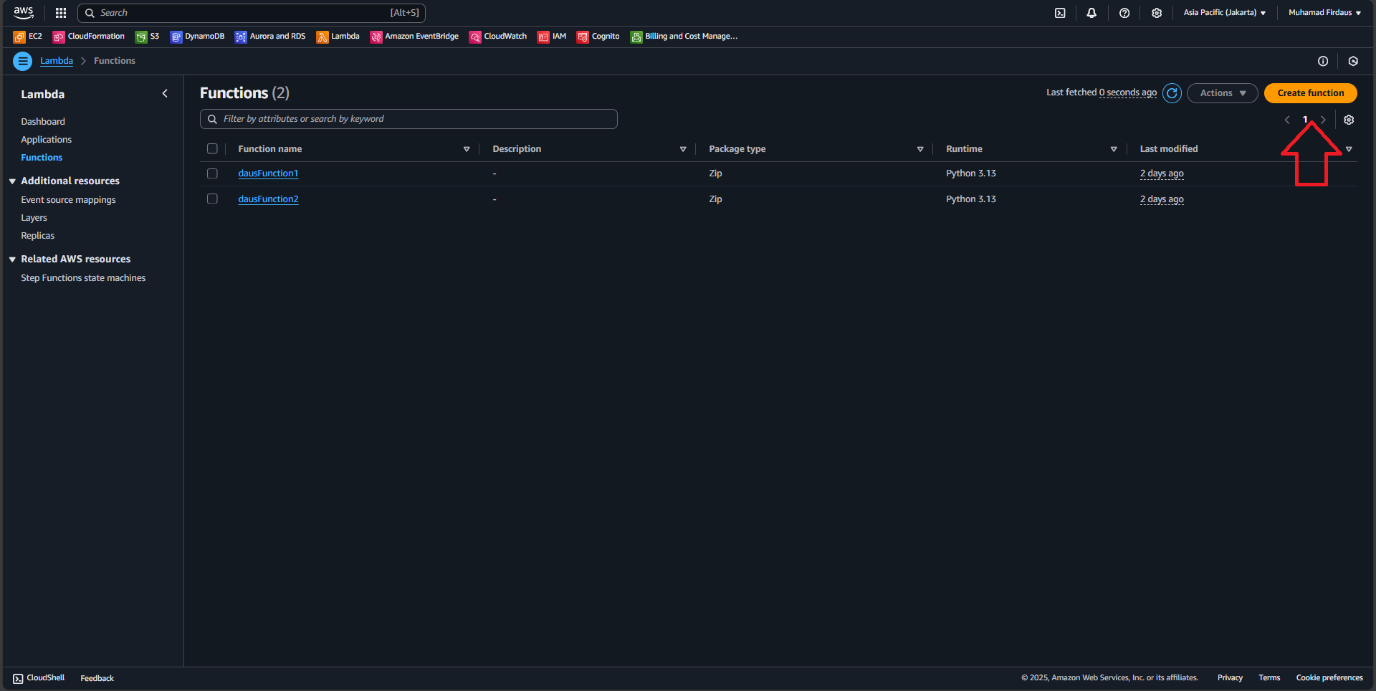 aws Search [Alt+S] Asia Pacific (Jakarta) Muhamad Firdaus
EC2 CloudFormation S3 DynamoDB Aurora and RDS Lambda Amazon EventBridge CloudWatch IAM Cognito Billing and Cost Manage...
Lambda Functions
Lambda
Dashboard
Applications
Functions
Additional resources
Event source mappings
Layers
Replicas
Related AWS resources
Step Functions state machines
Functions (2) Last fetched 0 seconds ago Actions Create function
Filter by attributes or search by keyword 1
Function name Description Package type Runtime Last modified
dausFunction1 - Zip Python 3.13 2 days ago
dausFunction2 - Zip Python 3.13 2 days ago
CloudShell Feedback © 2025, Amazon Web Services, Inc. or its affiliates. Privacy Terms Cookie preferences